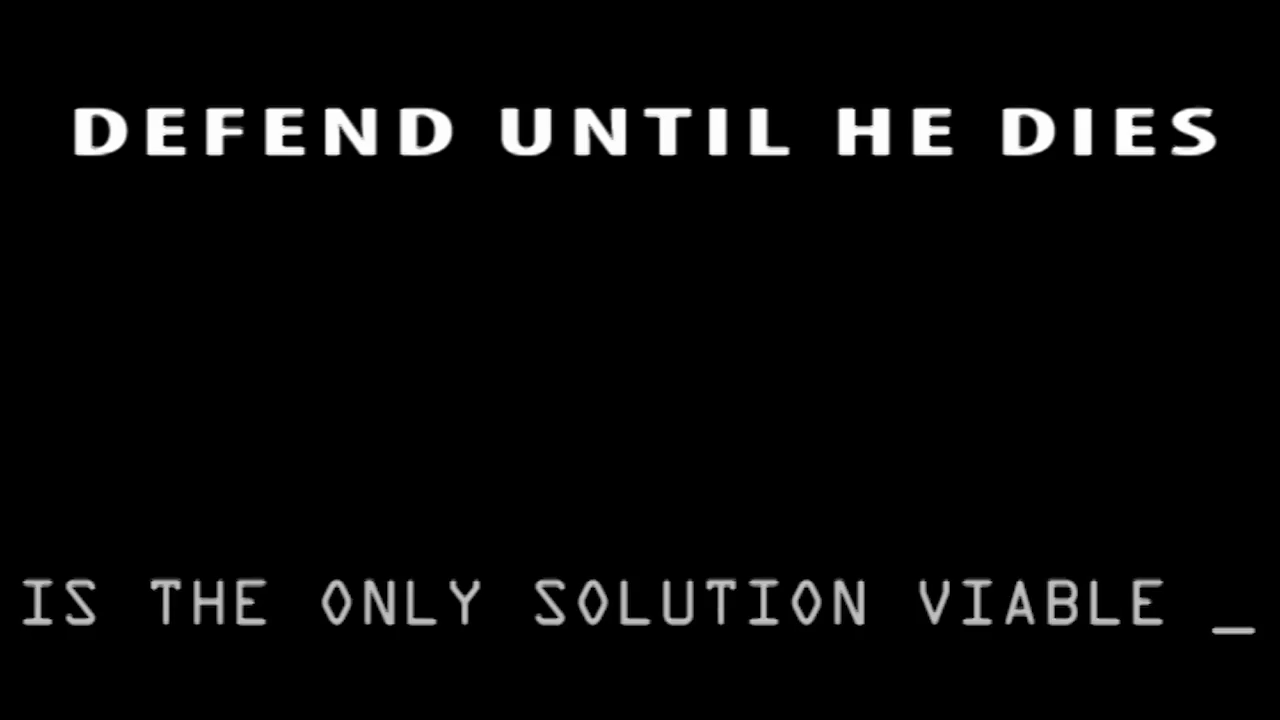 DEFEND UNTIL HE DIES
IS THE ONLY SOLUTION VIABLE _